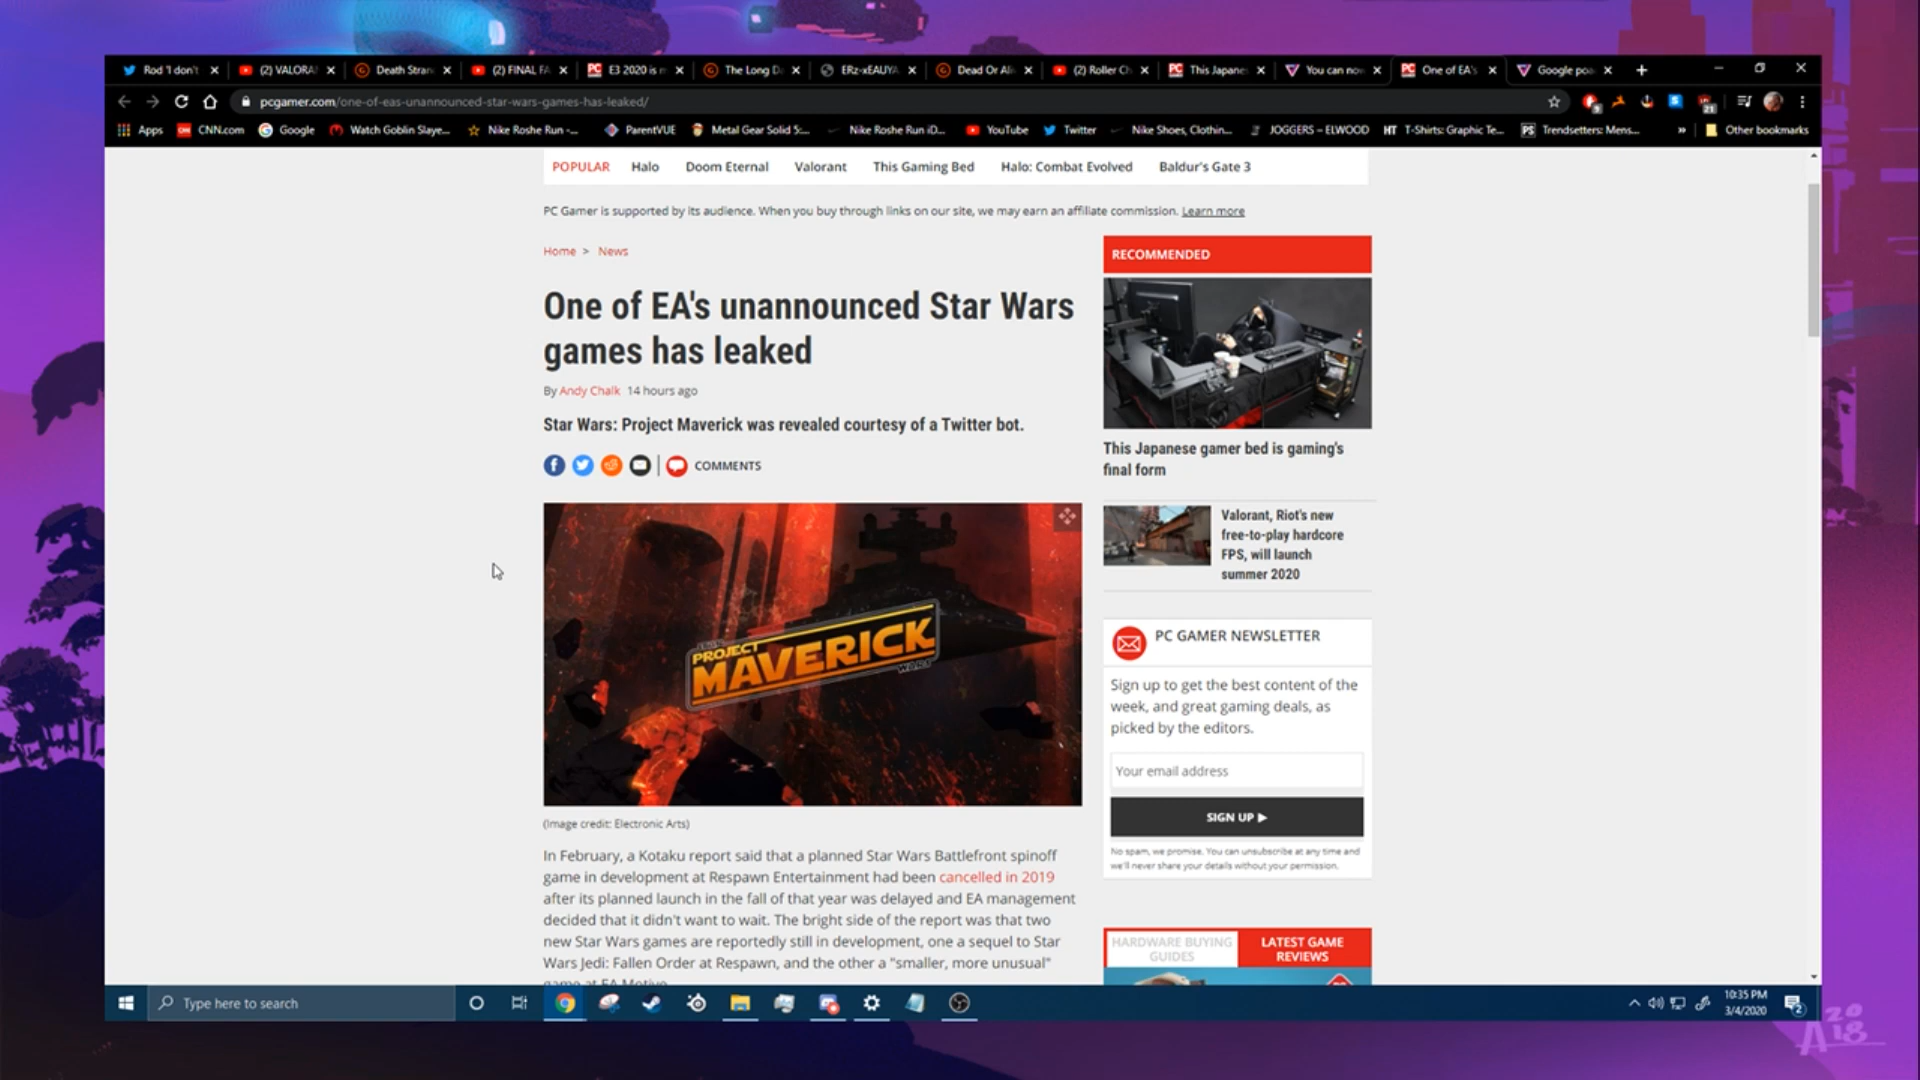 Rod 'I don't
(2) VALORA
Death Stran
(2) FINAL FA
E3 2020 is n
The Long D
ERz-xEAUYA
Dead Or Ali
(2) Roller Ch
This Japane
You can now
One of EA's
Google poa
pcgamer.com/one-of-eas-unannounced-star-wars-games-has-leaked/
Apps
CNN.com
Google
Watch Goblin Slaye...
Nike Roshe Run -...
ParentVUE
Metal Gear Solid 5:...
Nike Roshe Run iD...
YouTube
Twitter
Nike Shoes, Clothin...
JOGGERS – ELWOOD
HT T-Shirts: Graphic Te...
PS Trendsetters: Mens...
»
Other bookmarks
POPULAR Halo Doom Eternal Valorant This Gaming Bed Halo: Combat Evolved Baldur's Gate 3
PC Gamer is supported by its audience. When you buy through links on our site, we may earn an affiliate commission. Learn more
Home > News
One of EA's unannounced Star Wars
games has leaked
By Andy Chalk 14 hours ago
Star Wars: Project Maverick was revealed courtesy of a Twitter bot.
COMMENTS
PROJECT
MAVERICK
WARS
(Image credit: Electronic Arts)
In February, a Kotaku report said that a planned Star Wars Battlefront spinoff
game in development at Respawn Entertainment had been cancelled in 2019
after its planned launch in the fall of that year was delayed and EA management
decided that it didn't want to wait. The bright side of the report was that two
new Star Wars games are reportedly still in development, one a sequel to Star
Wars Jedi: Fallen Order at Respawn, and the other a "smaller, more unusual"
game at EA Motive
RECOMMENDED
This Japanese gamer bed is gaming's
final form
Valorant, Riot's new
free-to-play hardcore
FPS, will launch
summer 2020
PC GAMER NEWSLETTER
Sign up to get the best content of the
week, and great gaming deals, as
picked by the editors.
Your email address
SIGN UP ▶
No spam, we promise. You can unsubscribe at any time and
we'll never share your details without your permission.
HARDWARE BUYING
GUIDES
LATEST GAME
REVIEWS
Type here to search
10:35 PM
3/4/2020
2
A 2018